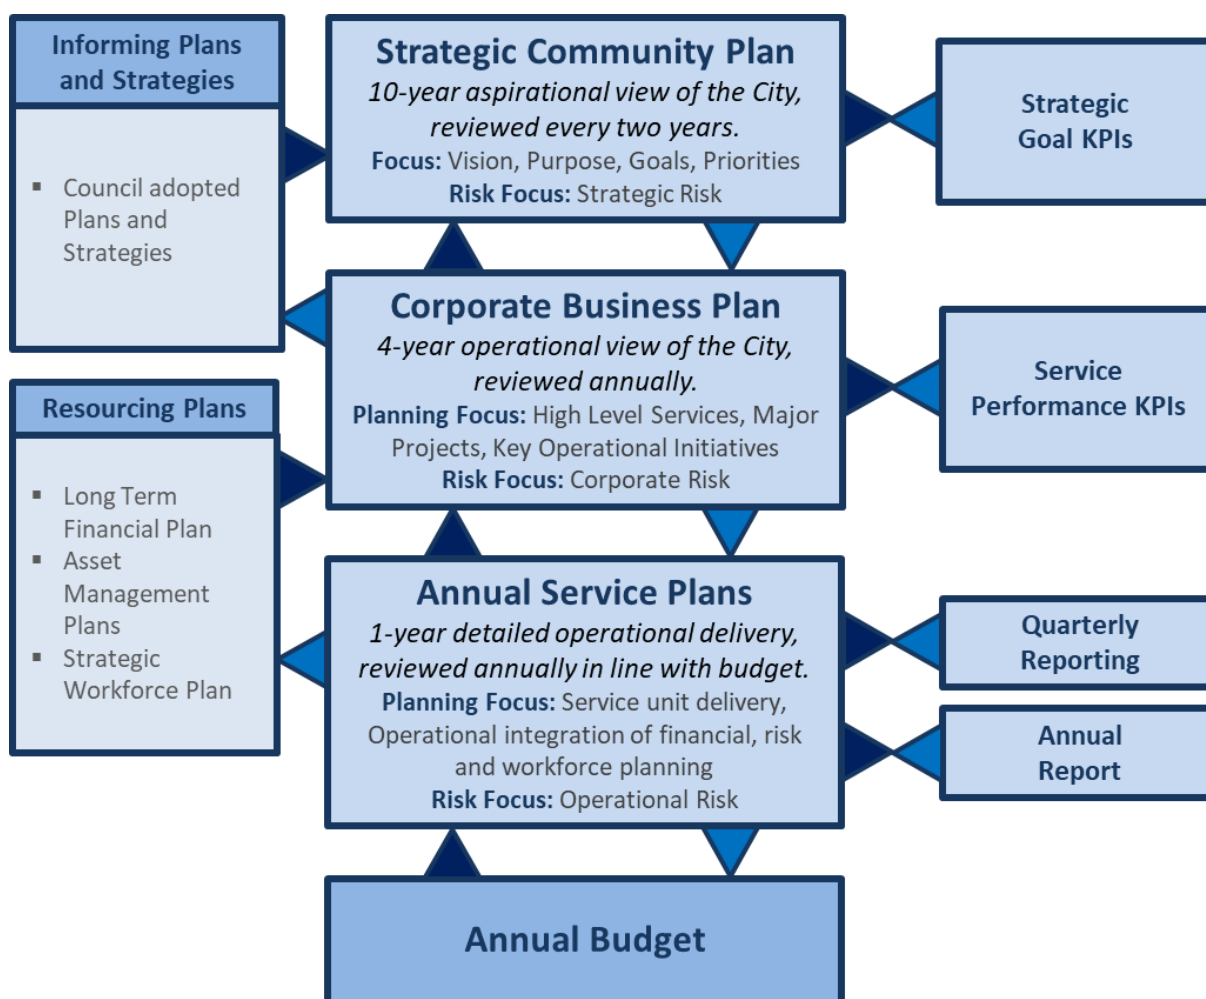 Informing Plans
and Strategies
▪ Council adopted
Plans and
Strategies
Resourcing Plans
▪ Long Term
Financial Plan
▪ Asset
Management
Plans
▪ Strategic
Workforce Plan
Strategic Community Plan
10-year aspirational view of the City,
reviewed every two years.
Focus: Vision, Purpose, Goals, Priorities
Risk Focus: Strategic Risk
Corporate Business Plan
4-year operational view of the City,
reviewed annually.
Planning Focus: High Level Services, Major
Projects, Key Operational Initiatives
Risk Focus: Corporate Risk
Annual Service Plans
1-year detailed operational delivery,
reviewed annually in line with budget.
Planning Focus: Service unit delivery,
Operational integration of financial, risk
and workforce planning
Risk Focus: Operational Risk
Annual Budget
Strategic
Goal KPIs
Service
Performance KPIs
Quarterly
Reporting
Annual
Report